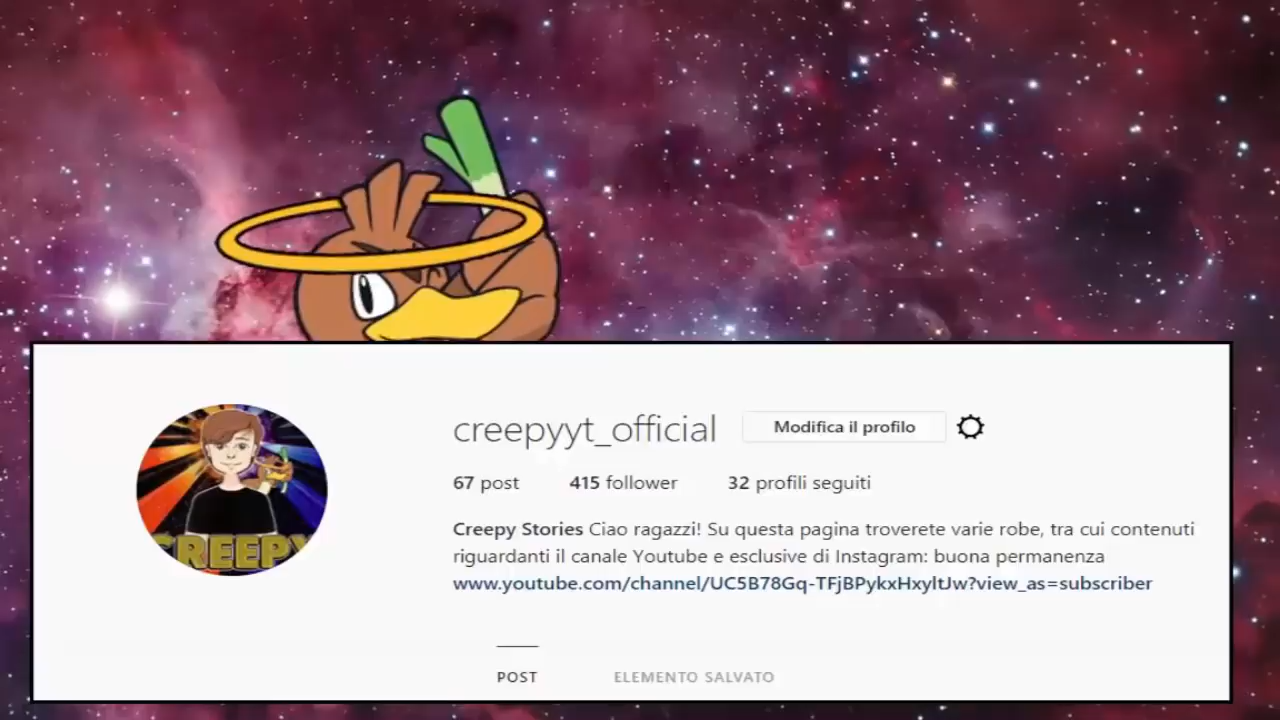 creepyyt_official Modifica il profilo
67 post 415 follower 32 profili seguiti
Creepy Stories Ciao ragazzi! Su questa pagina troverete varie robe, tra cui contenuti
riguardanti il canale Youtube e esclusive di Instagram: buona permanenza
www.youtube.com/channel/UC5B78Gq-TFjBPykxHxyltJw?view_as=subscriber
CREEPY
POST ELEMENTO SALVATO